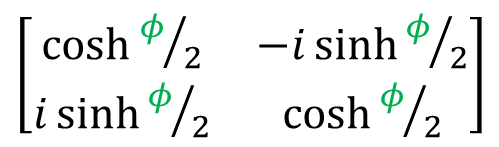 cosh ϕ/2 −i sinh ϕ/2
i sinh ϕ/2 cosh ϕ/2